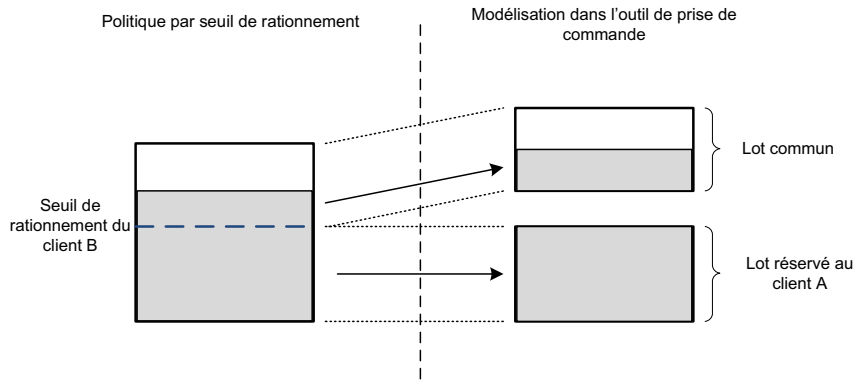 Politique par seuil de rationnement
Modélisation dans l'outil de prise de
commande
Seuil de
rationnement du
client B
Lot commun
Lot réservé au
client A